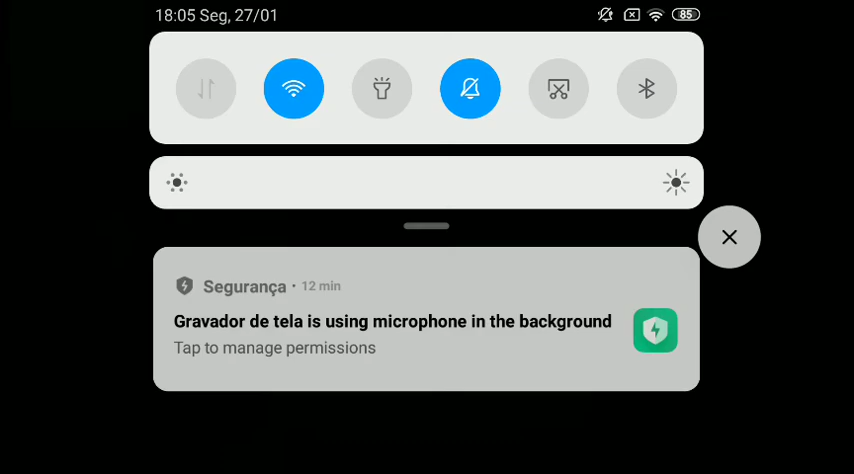 18:05 Seg, 27/01
85
Segurança • 12 min
Gravador de tela is using microphone in the background
Tap to manage permissions